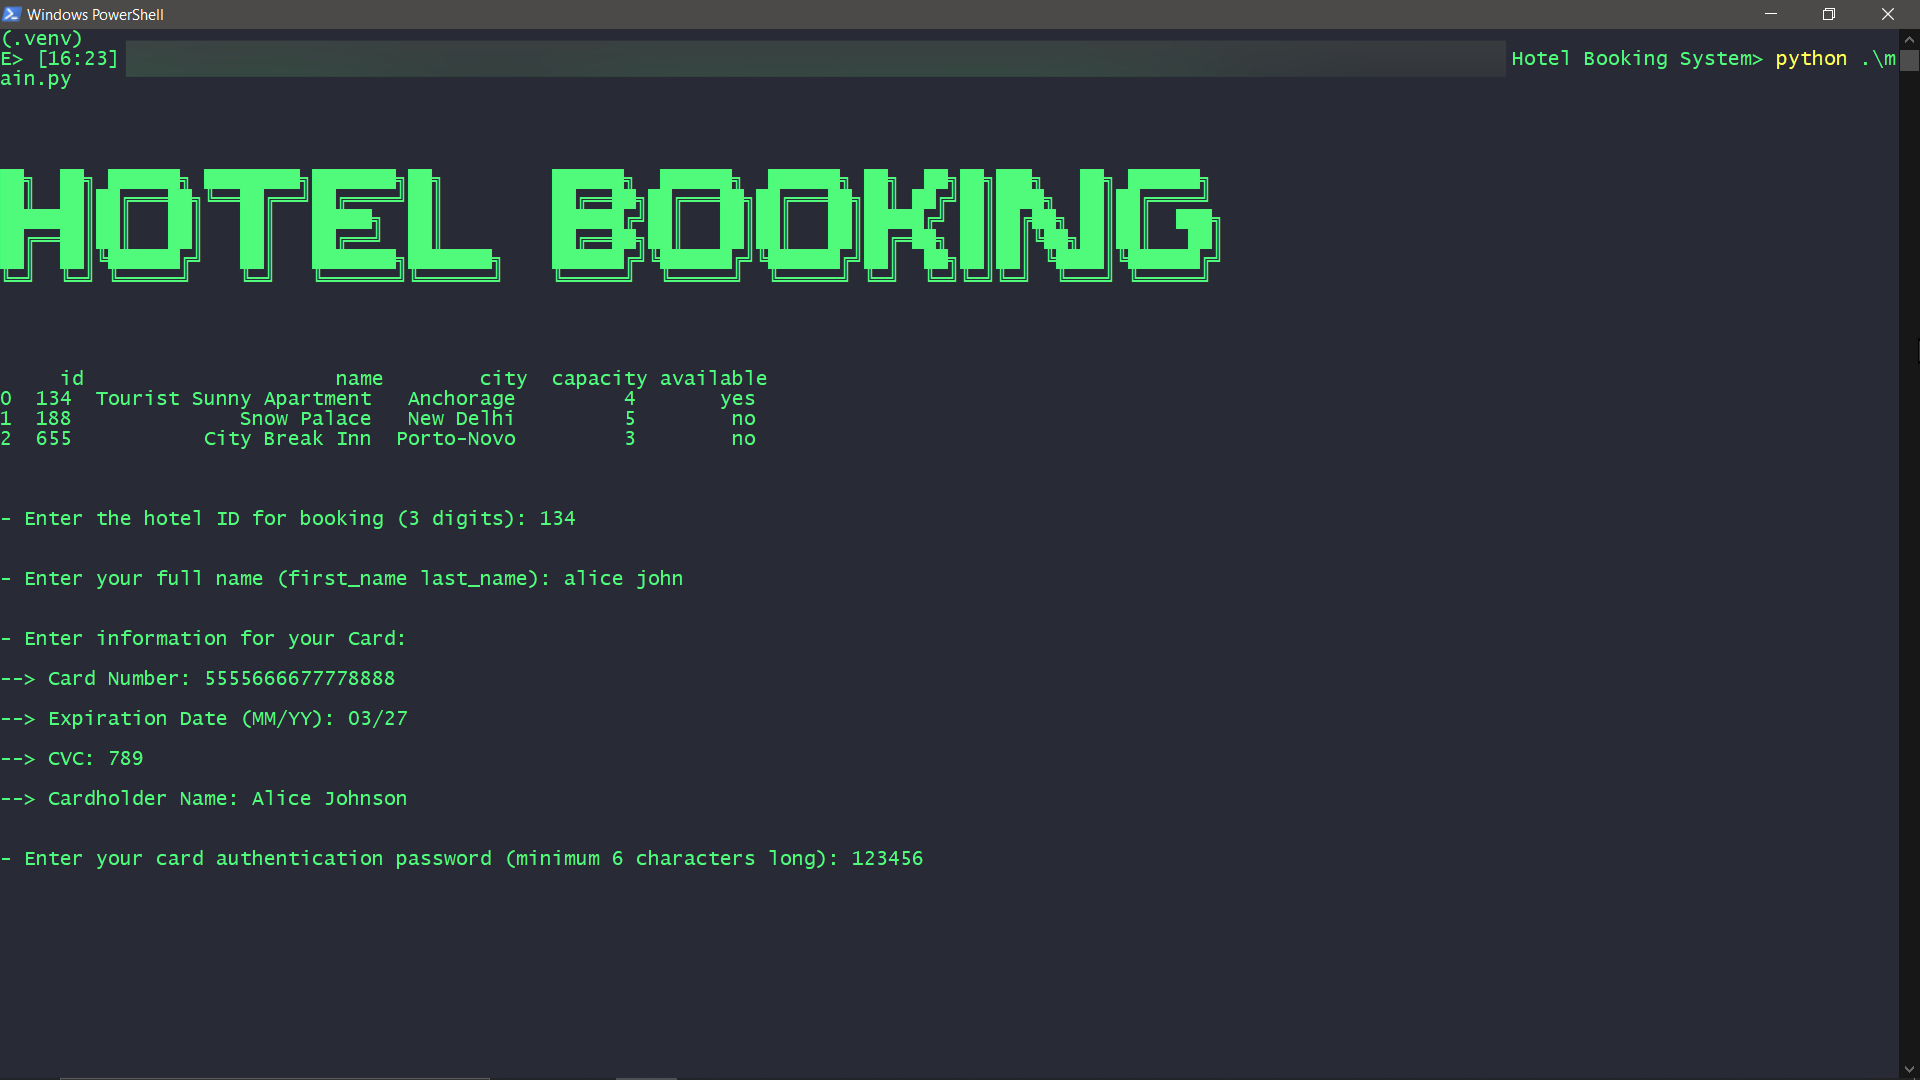 Windows PowerShell
(.venv)
E> [16:23] Hotel Booking System> python .\m
ain.py
HOTEL BOOKING
id name city capacity available
0 134 Tourist Sunny Apartment Anchorage 4 yes
1 188 Snow Palace New Delhi 5 no
2 655 City Break Inn Porto-Novo 3 no
- Enter the hotel ID for booking (3 digits): 134
- Enter your full name (first_name last_name): alice john
- Enter information for your Card:
--> Card Number: 5555666677778888
--> Expiration Date (MM/YY): 03/27
--> CVC: 789
--> Cardholder Name: Alice Johnson
- Enter your card authentication password (minimum 6 characters long): 123456